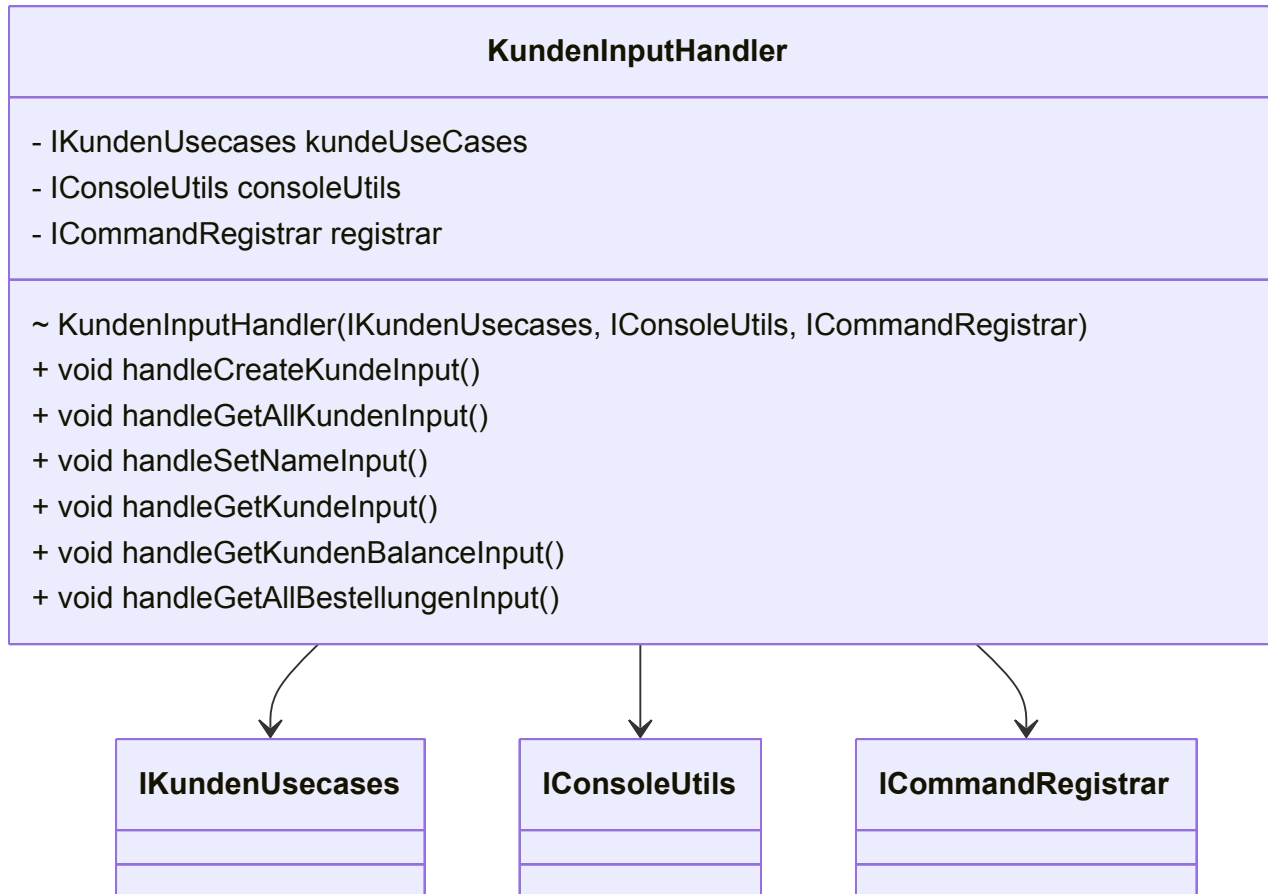 KundenInputHandler
- IKundenUsecases kundeUseCases
- IConsoleUtils consoleUtils
- ICommandRegistrar registrar
~ KundenInputHandler(IKundenUsecases, IConsoleUtils, ICommandRegistrar)
+ void handleCreateKundeInput()
+ void handleGetAllKundenInput()
+ void handleSetNameInput()
+ void handleGetKundeInput()
+ void handleGetKundenBalanceInput()
+ void handleGetAllBestellungenInput()
IKundenUsecases
IConsoleUtils
ICommandRegistrar